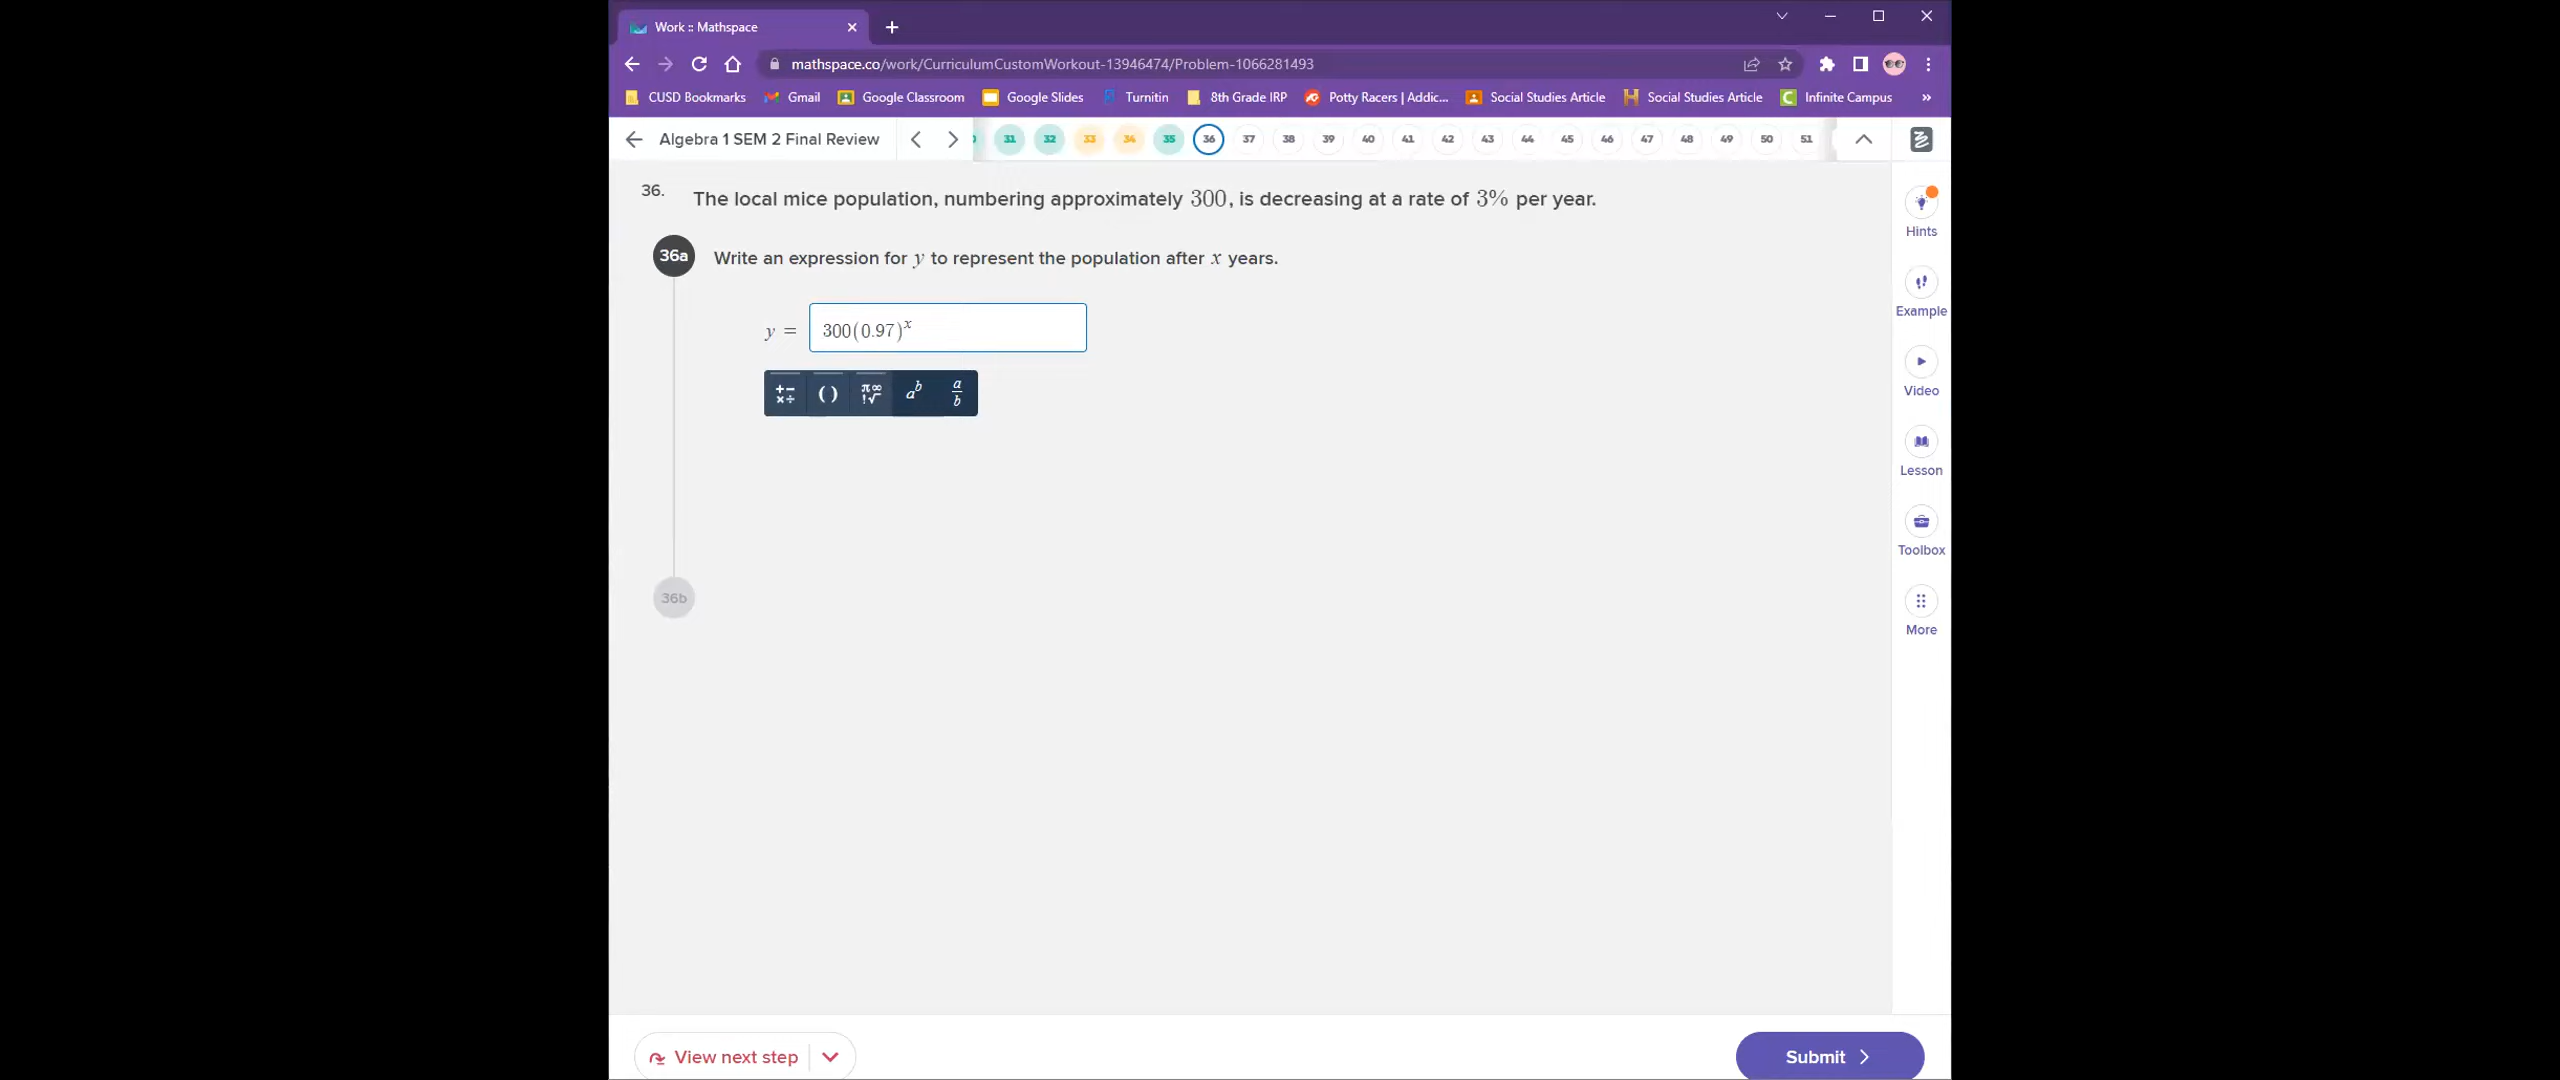 Work :: Mathspace
mathspace.co/work/CurriculumCustomWorkout-13946474/Problem-1066281493
CUSD Bookmarks Gmail Google Classroom Google Slides Turnitin 8th Grade IRP Potty Racers | Addic... Social Studies Article Social Studies Article Infinite Campus »
Algebra 1 SEM 2 Final Review 31 32 33 34 35 36 37 38 39 40 41 42 43 44 45 46 47 48 49 50 51
36. The local mice population, numbering approximately 300, is decreasing at a rate of 3% per year.
36a Write an expression for y to represent the population after x years.
y = 300(0.97)^x
+− ×÷ ( ) π∞ !√ a^b a/b
36b
Hints
Example
Video
Lesson
Toolbox
More
View next step
Submit